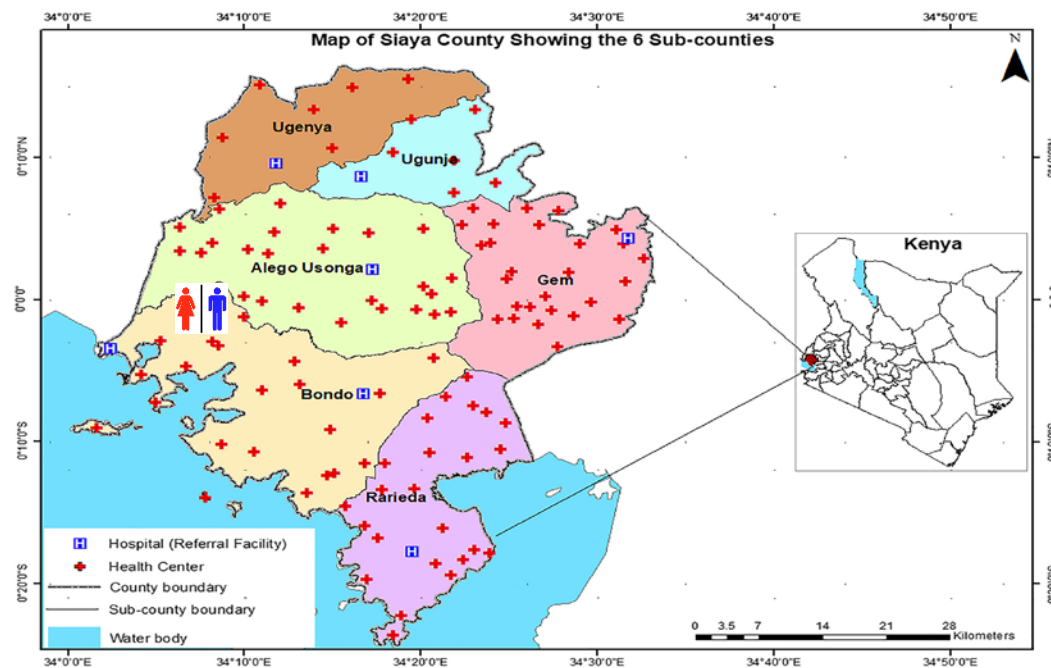 34°0'0"E 34°10'0"E 34°20'0"E 34°30'0"E 34°40'0"E 34°50'0"E
Map of Siaya County Showing the 6 Sub-counties
N
Ugenya
Ugunja
0°10'0"N
Alego Usonga
Gem
Kenya
0°0'0"
Bondo
0°10'0"S
Rarieda
H Hospital (Referral Facility)
Health Center
County boundary
Sub-county boundary
Water body
0°20'0"S
0 3.5 7 14 21 28
Kilometers
34°0'0"E 34°10'0"E 34°20'0"E 34°30'0"E 34°40'0"E 34°50'0"E